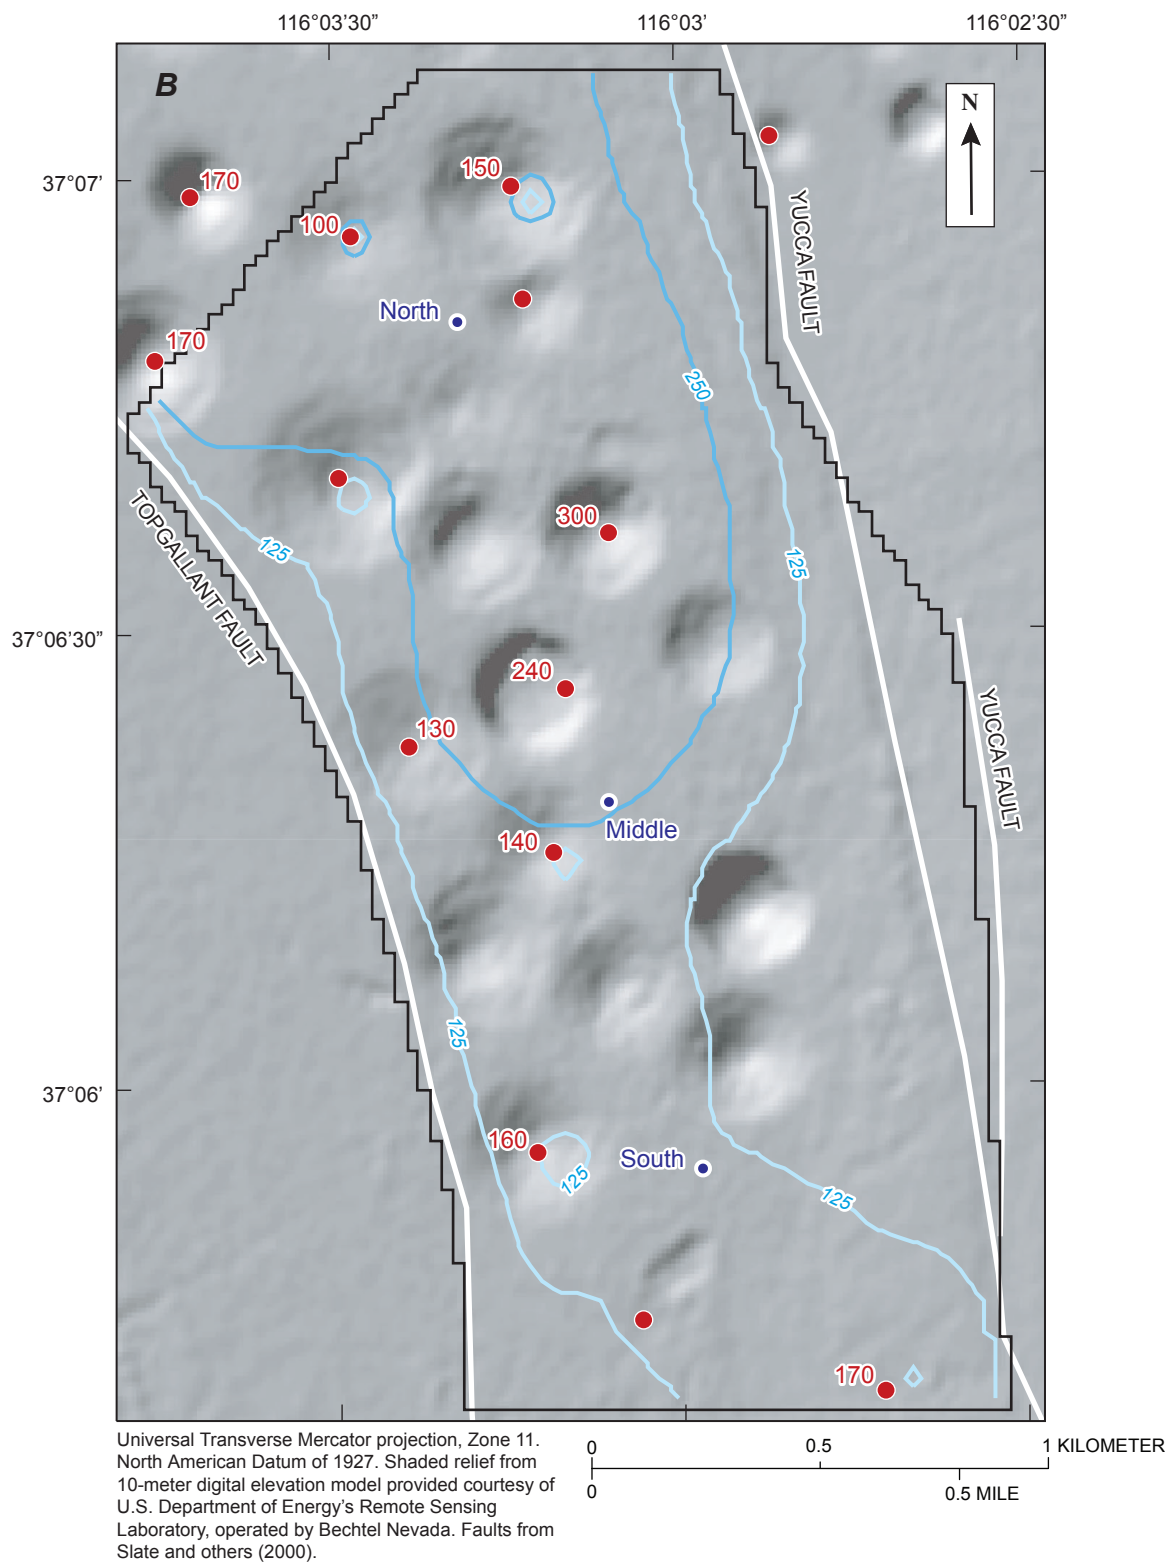 116°03'30” 116°03' 116°02'30”
B
N
37°07'
170
150
100
YUCCA FAULT
North
170
250
300
TOPGALLANT FAULT
125
125
37°06'30”
240
130
YUCCA FAULT
Middle
140
125
37°06'
160
South
125
125
170
Universal Transverse Mercator projection, Zone 11.
North American Datum of 1927. Shaded relief from
10-meter digital elevation model provided courtesy of
U.S. Department of Energy’s Remote Sensing
Laboratory, operated by Bechtel Nevada. Faults from
Slate and others (2000).
0 0.5 1 KILOMETER
0 0.5 MILE